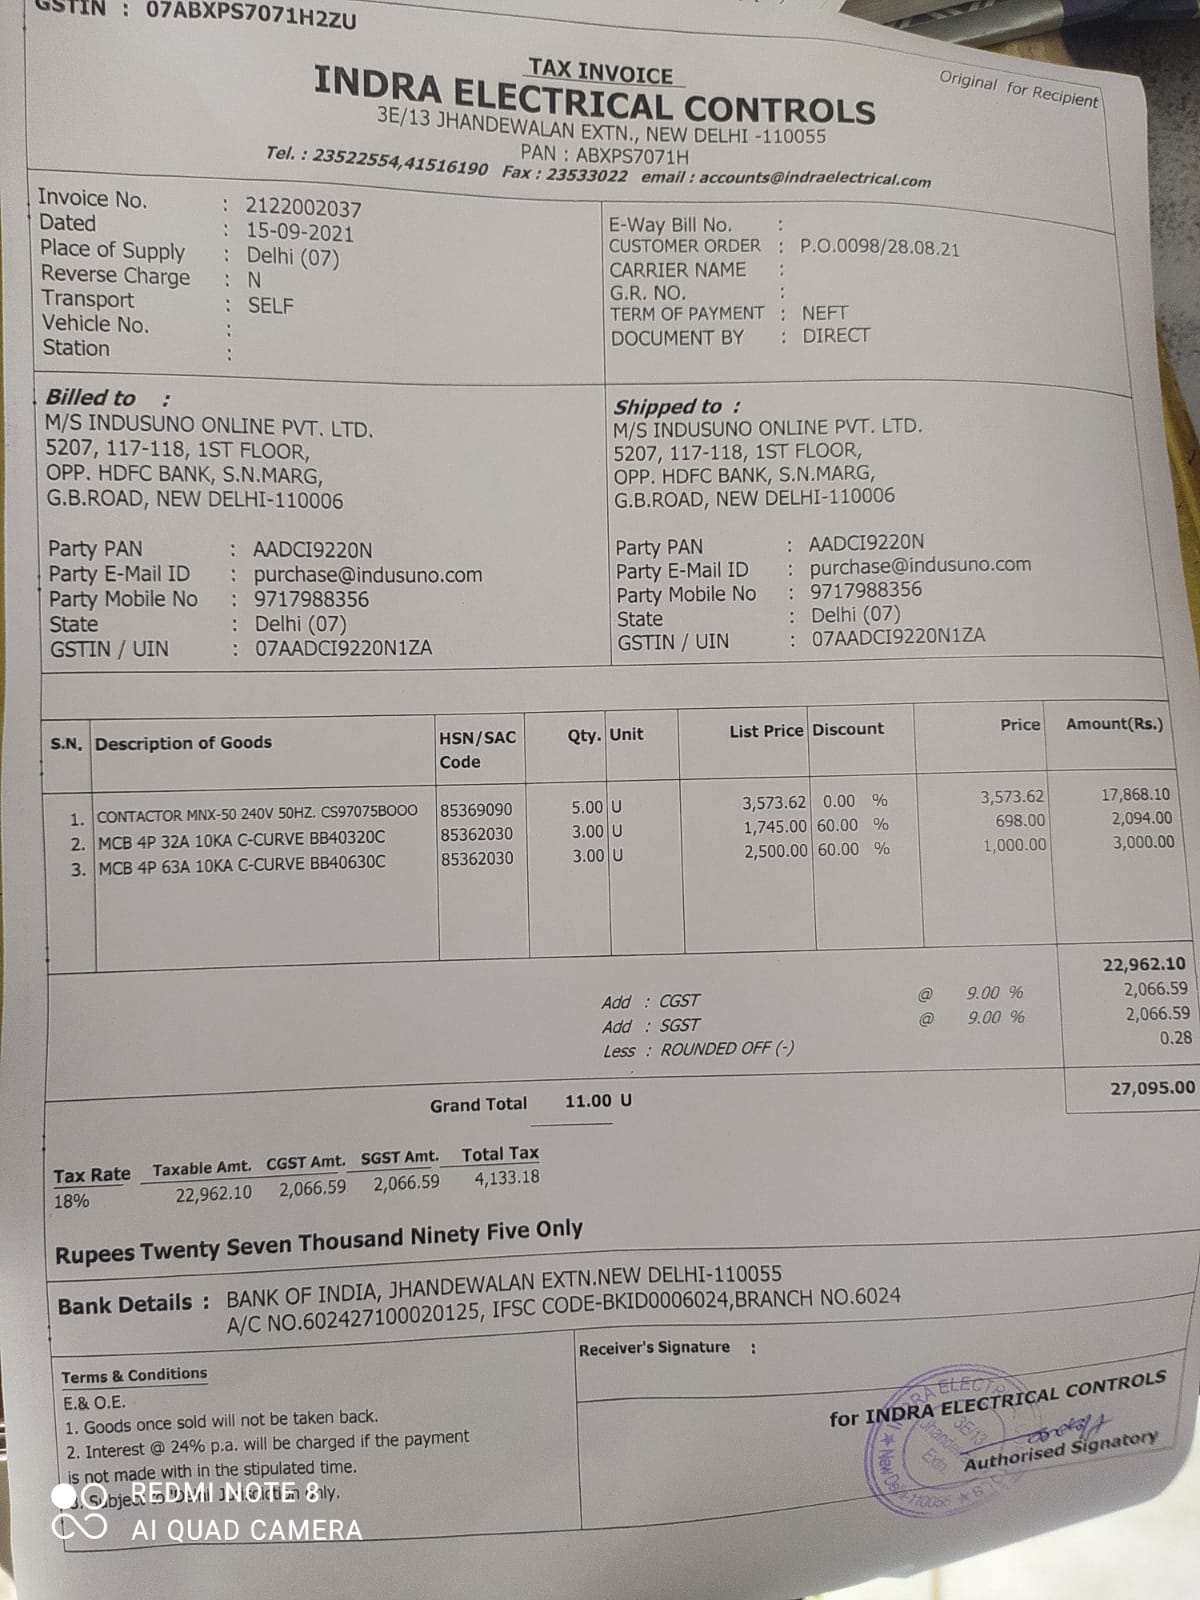 GSTIN : 07ABXPS7071H2ZU
TAX INVOICE
Original for Recipient
INDRA ELECTRICAL CONTROLS
3E/13 JHANDEWALAN EXTN., NEW DELHI -110055
PAN : ABXPS7071H
Tel. : 23522554,41516190 Fax : 23533022 email : accounts@indraelectrical.com
Invoice No. : 2122002037
Dated : 15-09-2021
Place of Supply : Delhi (07)
Reverse Charge : N
Transport : SELF
Vehicle No. :
Station :
E-Way Bill No. :
CUSTOMER ORDER : P.O.0098/28.08.21
CARRIER NAME :
G.R. NO. :
TERM OF PAYMENT : NEFT
DOCUMENT BY : DIRECT
Billed to :
M/S INDUSUNO ONLINE PVT. LTD.
5207, 117-118, 1ST FLOOR,
OPP. HDFC BANK, S.N.MARG,
G.B.ROAD, NEW DELHI-110006
Party PAN : AADCI9220N
Party E-Mail ID : purchase@indusuno.com
Party Mobile No : 9717988356
State : Delhi (07)
GSTIN / UIN : 07AADCI9220N1ZA
Shipped to :
M/S INDUSUNO ONLINE PVT. LTD.
5207, 117-118, 1ST FLOOR,
OPP. HDFC BANK, S.N.MARG,
G.B.ROAD, NEW DELHI-110006
Party PAN : AADCI9220N
Party E-Mail ID : purchase@indusuno.com
Party Mobile No : 9717988356
State : Delhi (07)
GSTIN / UIN : 07AADCI9220N1ZA
S.N. Description of Goods HSN/SAC Code Qty. Unit List Price Discount Price Amount(Rs.)
1. CONTACTOR MNX-50 240V 50HZ. CS97075BOOO 85369090 5.00 U 3,573.62 0.00 % 3,573.62 17,868.10
2. MCB 4P 32A 10KA C-CURVE BB40320C 85362030 3.00 U 1,745.00 60.00 % 698.00 2,094.00
3. MCB 4P 63A 10KA C-CURVE BB40630C 85362030 3.00 U 2,500.00 60.00 % 1,000.00 3,000.00
22,962.10
Add : CGST @ 9.00 % 2,066.59
Add : SGST @ 9.00 % 2,066.59
Less : ROUNDED OFF (-) 0.28
Grand Total 11.00 U 27,095.00
Tax Rate Taxable Amt. CGST Amt. SGST Amt. Total Tax
18% 22,962.10 2,066.59 2,066.59 4,133.18
Rupees Twenty Seven Thousand Ninety Five Only
Bank Details : BANK OF INDIA, JHANDEWALAN EXTN.NEW DELHI-110055
A/C NO.602427100020125, IFSC CODE-BKID0006024,BRANCH NO.6024
Terms & Conditions
E.& O.E.
1. Goods once sold will not be taken back.
2. Interest @ 24% p.a. will be charged if the payment
is not made with in the stipulated time.
3. Subject to 'Delhi' Jurisdiction only.
Receiver's Signature :
for INDRA ELECTRICAL CONTROLS
Authorised Signatory
3E/13
Extn
New Delhi-110055
REDMI NOTE 8
AI QUAD CAMERA